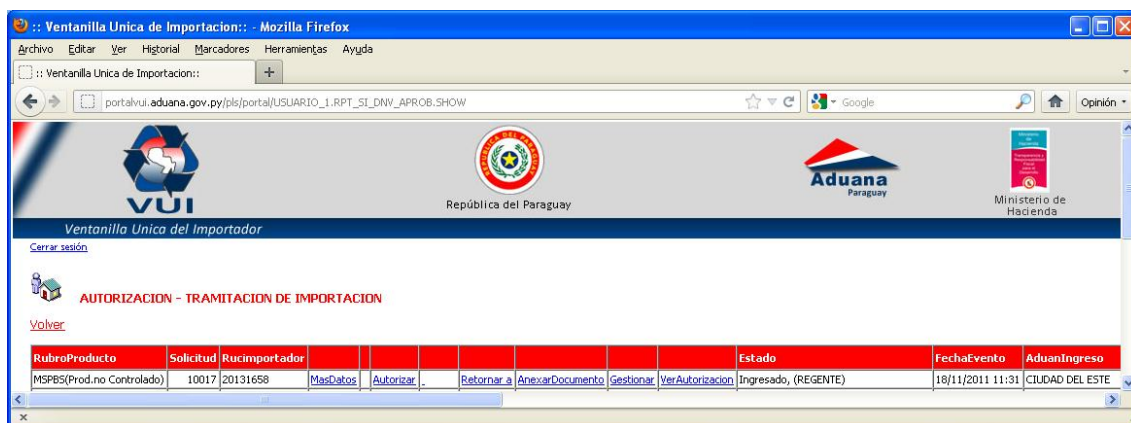 :: Ventanilla Unica de Importacion:: - Mozilla Firefox
Archivo Editar Ver Historial Marcadores Herramientas Ayuda
:: Ventanilla Unica de Importacion:: +
portalvui.aduana.gov.py/pls/portal/USUARIO_1.RPT_SI_DNV_APROB.SHOW Google Opinión
VUI
República del Paraguay
Aduana
Paraguay
Ministerio de
Hacienda
Ventanilla Unica del Importador
Cerrar sesión
AUTORIZACION - TRAMITACION DE IMPORTACION
Volver
RubroProducto Solicitud Rucimportador Estado FechaEvento AduanIngreso
MSPBS(Prod.no Controlado) 10017 20131658 MasDatos Autorizar - Retornar a AnexarDocumento Gestionar VerAutorizacion Ingresado, (REGENTE) 18/11/2011 11:31 CIUDAD DEL ESTE